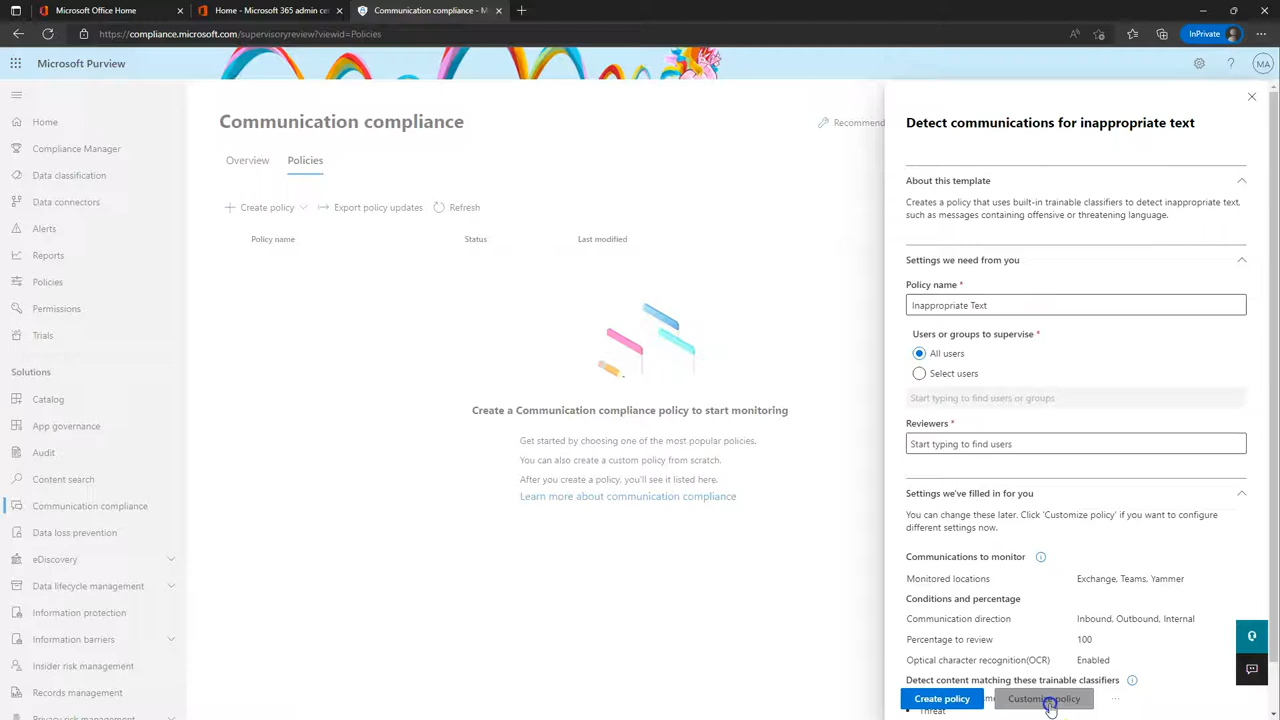 Microsoft Office Home
Home - Microsoft 365 admin cen
Communication compliance - M
https://compliance.microsoft.com/supervisoryreview?viewid=Policies
InPrivate
Microsoft Purview
MA
Home
Compliance Manager
Data classification
Data connectors
Alerts
Reports
Policies
Permissions
Trials
Solutions
Catalog
App governance
Audit
Content search
Communication compliance
Data loss prevention
eDiscovery
Data lifecycle management
Information protection
Information barriers
Insider risk management
Records management
Privacy risk management
Communication compliance
Recommend
Overview
Policies
Create policy
Export policy updates
Refresh
Policy name
Status
Last modified
Create a Communication compliance policy to start monitoring
Get started by choosing one of the most popular policies.
You can also create a custom policy from scratch.
After you create a policy, you'll see it listed here.
Learn more about communication compliance
Detect communications for inappropriate text
About this template
Creates a policy that uses built-in trainable classifiers to detect inappropriate text,
such as messages containing offensive or threatening language.
Settings we need from you
Policy name *
Inappropriate Text
Users or groups to supervise *
All users
Select users
Start typing to find users or groups
Reviewers *
Start typing to find users
Settings we've filled in for you
You can change these later. Click 'Customize policy' if you want to configure
different settings now.
Communications to monitor
Monitored locations Exchange, Teams, Yammer
Conditions and percentage
Communication direction Inbound, Outbound, Internal
Percentage to review 100
Optical character recognition(OCR) Enabled
Detect content matching these trainable classifiers
Create policy
Customize policy
Threat